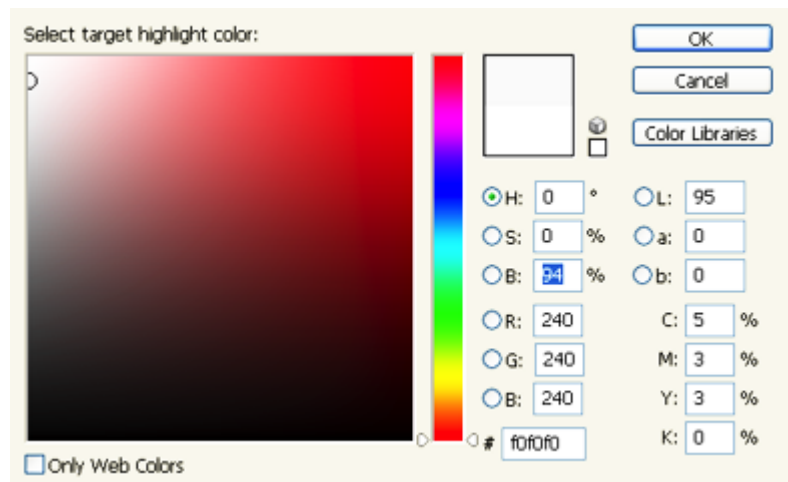 Select target highlight color:
OK
Cancel
Color Libraries
H: 0 °
S: 0 %
B: 94 %
R: 240
G: 240
B: 240
# f0f0f0
L: 95
a: 0
b: 0
C: 5 %
M: 3 %
Y: 3 %
K: 0 %
Only Web Colors